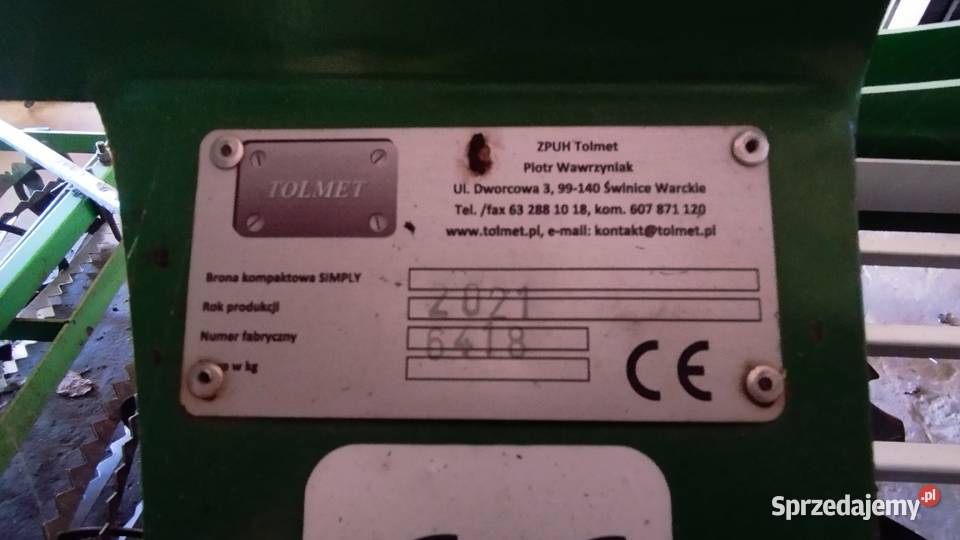 TOLMET
ZPUH Tolmet
Piotr Wawrzyniak
Ul. Dworcowa 3, 99-140 Świnice Warckie
Tel. /fax 63 288 10 18, kom. 607 871 120
www.tolmet.pl, e-mail: kontakt@tolmet.pl
Brona kompaktowa SIMPLY
Rok produkcji 2021
Numer fabryczny 6418
w kg
CE
Sprzedajemy.pl